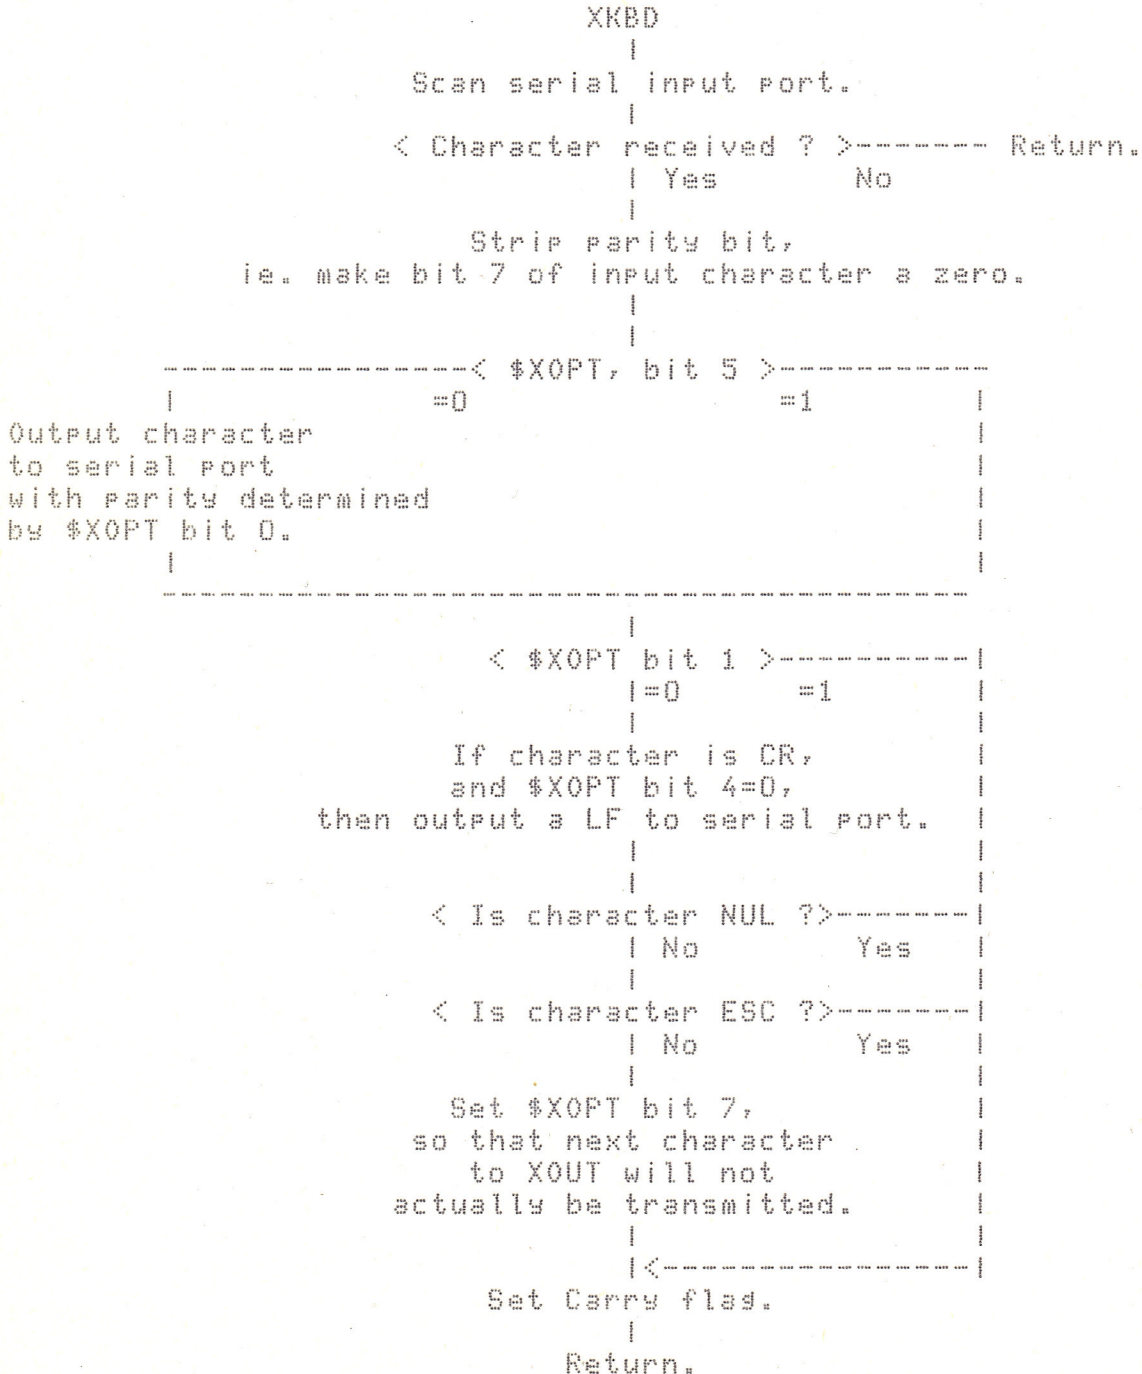 XKBD
|
Scan serial input port.
|
< Character received ? >------- Return.
| Yes No
|
Strip parity bit,
ie. make bit 7 of input character a zero.
|
|
----------------< $XOPT, bit 5 >-----------
| =0 =1 |
Output character |
to serial port |
with parity determined |
by $XOPT bit 0. |
| |
------------------------------------------
|
< $XOPT bit 1 >----------|
|=0 =1 |
| |
If character is CR, |
and $XOPT bit 4=0, |
then output a LF to serial port. |
| |
| |
< Is character NUL ?>-------|
| No Yes |
| |
< Is character ESC ?>-------|
| No Yes |
| |
Set $XOPT bit 7, |
so that next character |
to XOUT will not |
actually be transmitted. |
| |
|<----------------|
Set Carry flag.
|
Return.